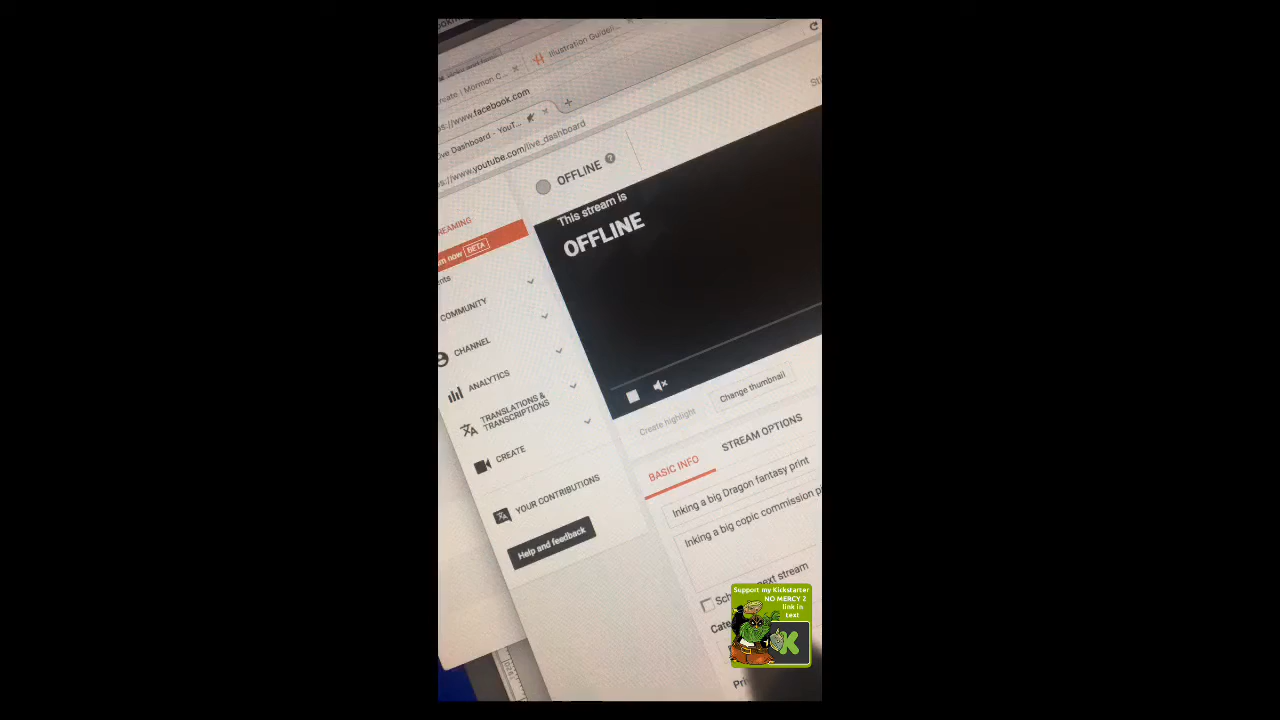 Illustration Guideli...
create | Mormon C...
https://www.facebook.com
Live Dashboard - YouT...
https://www.youtube.com/live_dashboard
OFFLINE
This stream is
OFFLINE
BETA
COMMUNITY
CHANNEL
ANALYTICS
TRANSLATIONS &
TRANSCRIPTIONS
CREATE
YOUR CONTRIBUTIONS
Help and feedback
Create highlight
Change thumbnail
BASIC INFO
STREAM OPTIONS
Inking a big Dragon fantasy print
Inking a big copic commission
next stream
Support my Kickstarter
NO MERCY 2
link in
text
K